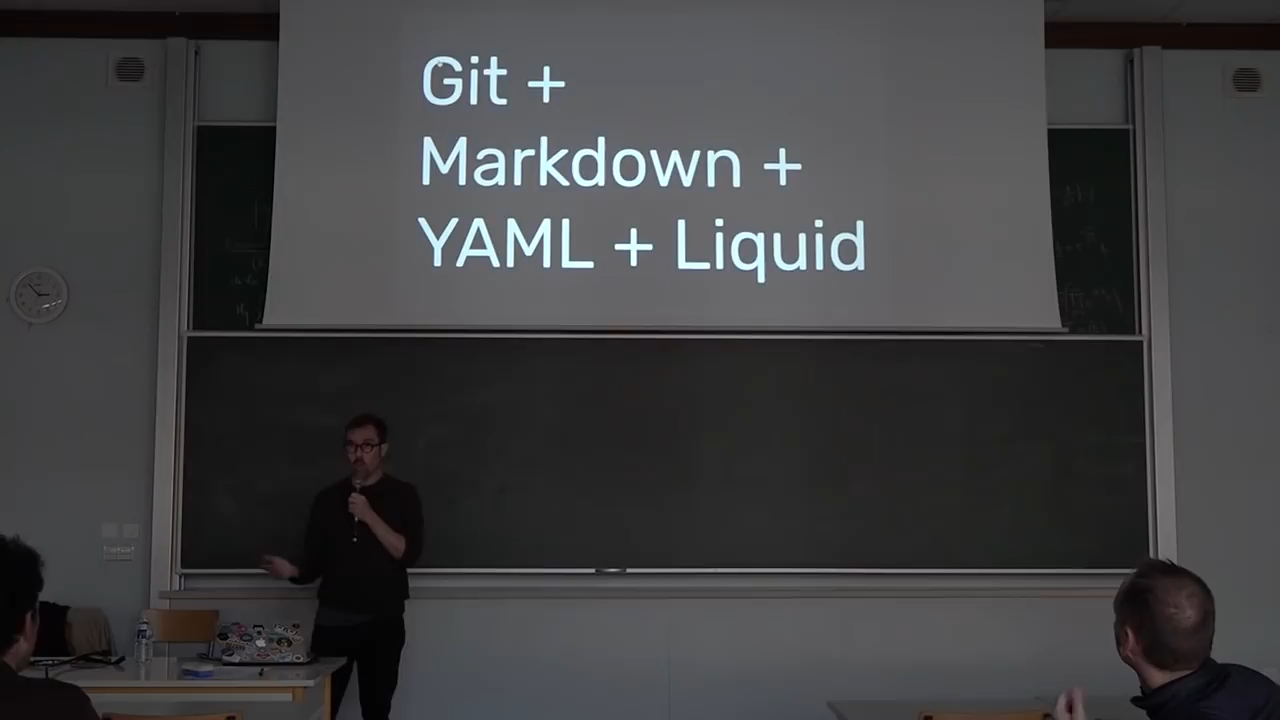 Git +
Markdown +
YAML + Liquid